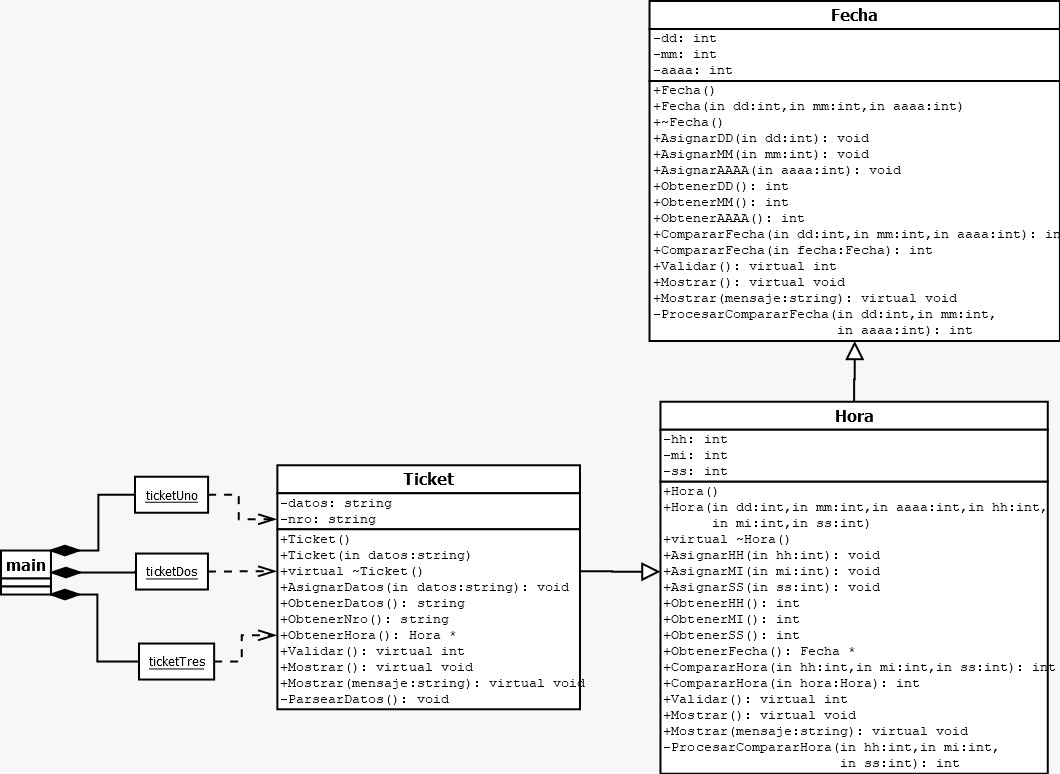 Fecha
-dd: int
-mm: int
-aaaa: int
+Fecha()
+Fecha(in dd:int,in mm:int,in aaaa:int)
+~Fecha()
+AsignarDD(in dd:int): void
+AsignarMM(in mm:int): void
+AsignarAAAA(in aaaa:int): void
+ObtenerDD(): int
+ObtenerMM(): int
+ObtenerAAAA(): int
+CompararFecha(in dd:int,in mm:int,in aaaa:int): in
+CompararFecha(in fecha:Fecha): int
+Validar(): virtual int
+Mostrar(): virtual void
+Mostrar(mensaje:string): virtual void
-ProcesarCompararFecha(in dd:int,in mm:int,
in aaaa:int): int
Hora
-hh: int
-mi: int
-ss: int
+Hora()
+Hora(in dd:int,in mm:int,in aaaa:int,in hh:int,
in mi:int,in ss:int)
+virtual ~Hora()
+AsignarHH(in hh:int): void
+AsignarMI(in mi:int): void
+AsignarSS(in ss:int): void
+ObtenerHH(): int
+ObtenerMI(): int
+ObtenerSS(): int
+ObtenerFecha(): Fecha *
+CompararHora(in hh:int,in mi:int,in ss:int): int
+CompararHora(in hora:Hora): int
+Validar(): virtual int
+Mostrar(): virtual void
+Mostrar(mensaje:string): virtual void
-ProcesarCompararHora(in hh:int,in mi:int,
in ss:int): int
Ticket
-datos: string
-nro: string
+Ticket()
+Ticket(in datos:string)
+virtual ~Ticket()
+AsignarDatos(in datos:string): void
+ObtenerDatos(): string
+ObtenerNro(): string
+ObtenerHora(): Hora *
+Validar(): virtual int
+Mostrar(): virtual void
+Mostrar(mensaje:string): virtual void
-ParsearDatos(): void
ticketUno
ticketDos
ticketTres
main